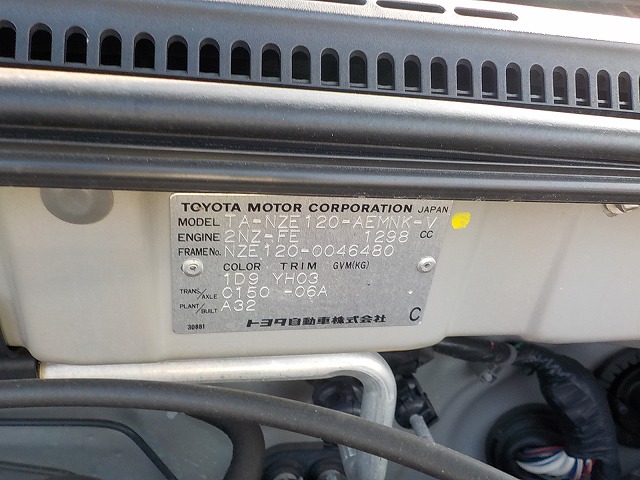 TOYOTA MOTOR CORPORATION JAPAN
MODEL TA-NZE120-AEMNK-V
ENGINE 2NZ-FE 1298 CC
FRAME No. NZE120-0046480
COLOR TRIM GVM(KG)
1D9 YH03
TRANS/AXLE C150 -06A
PLANT/BUILT A32
トヨタ自動車株式会社 C
30881